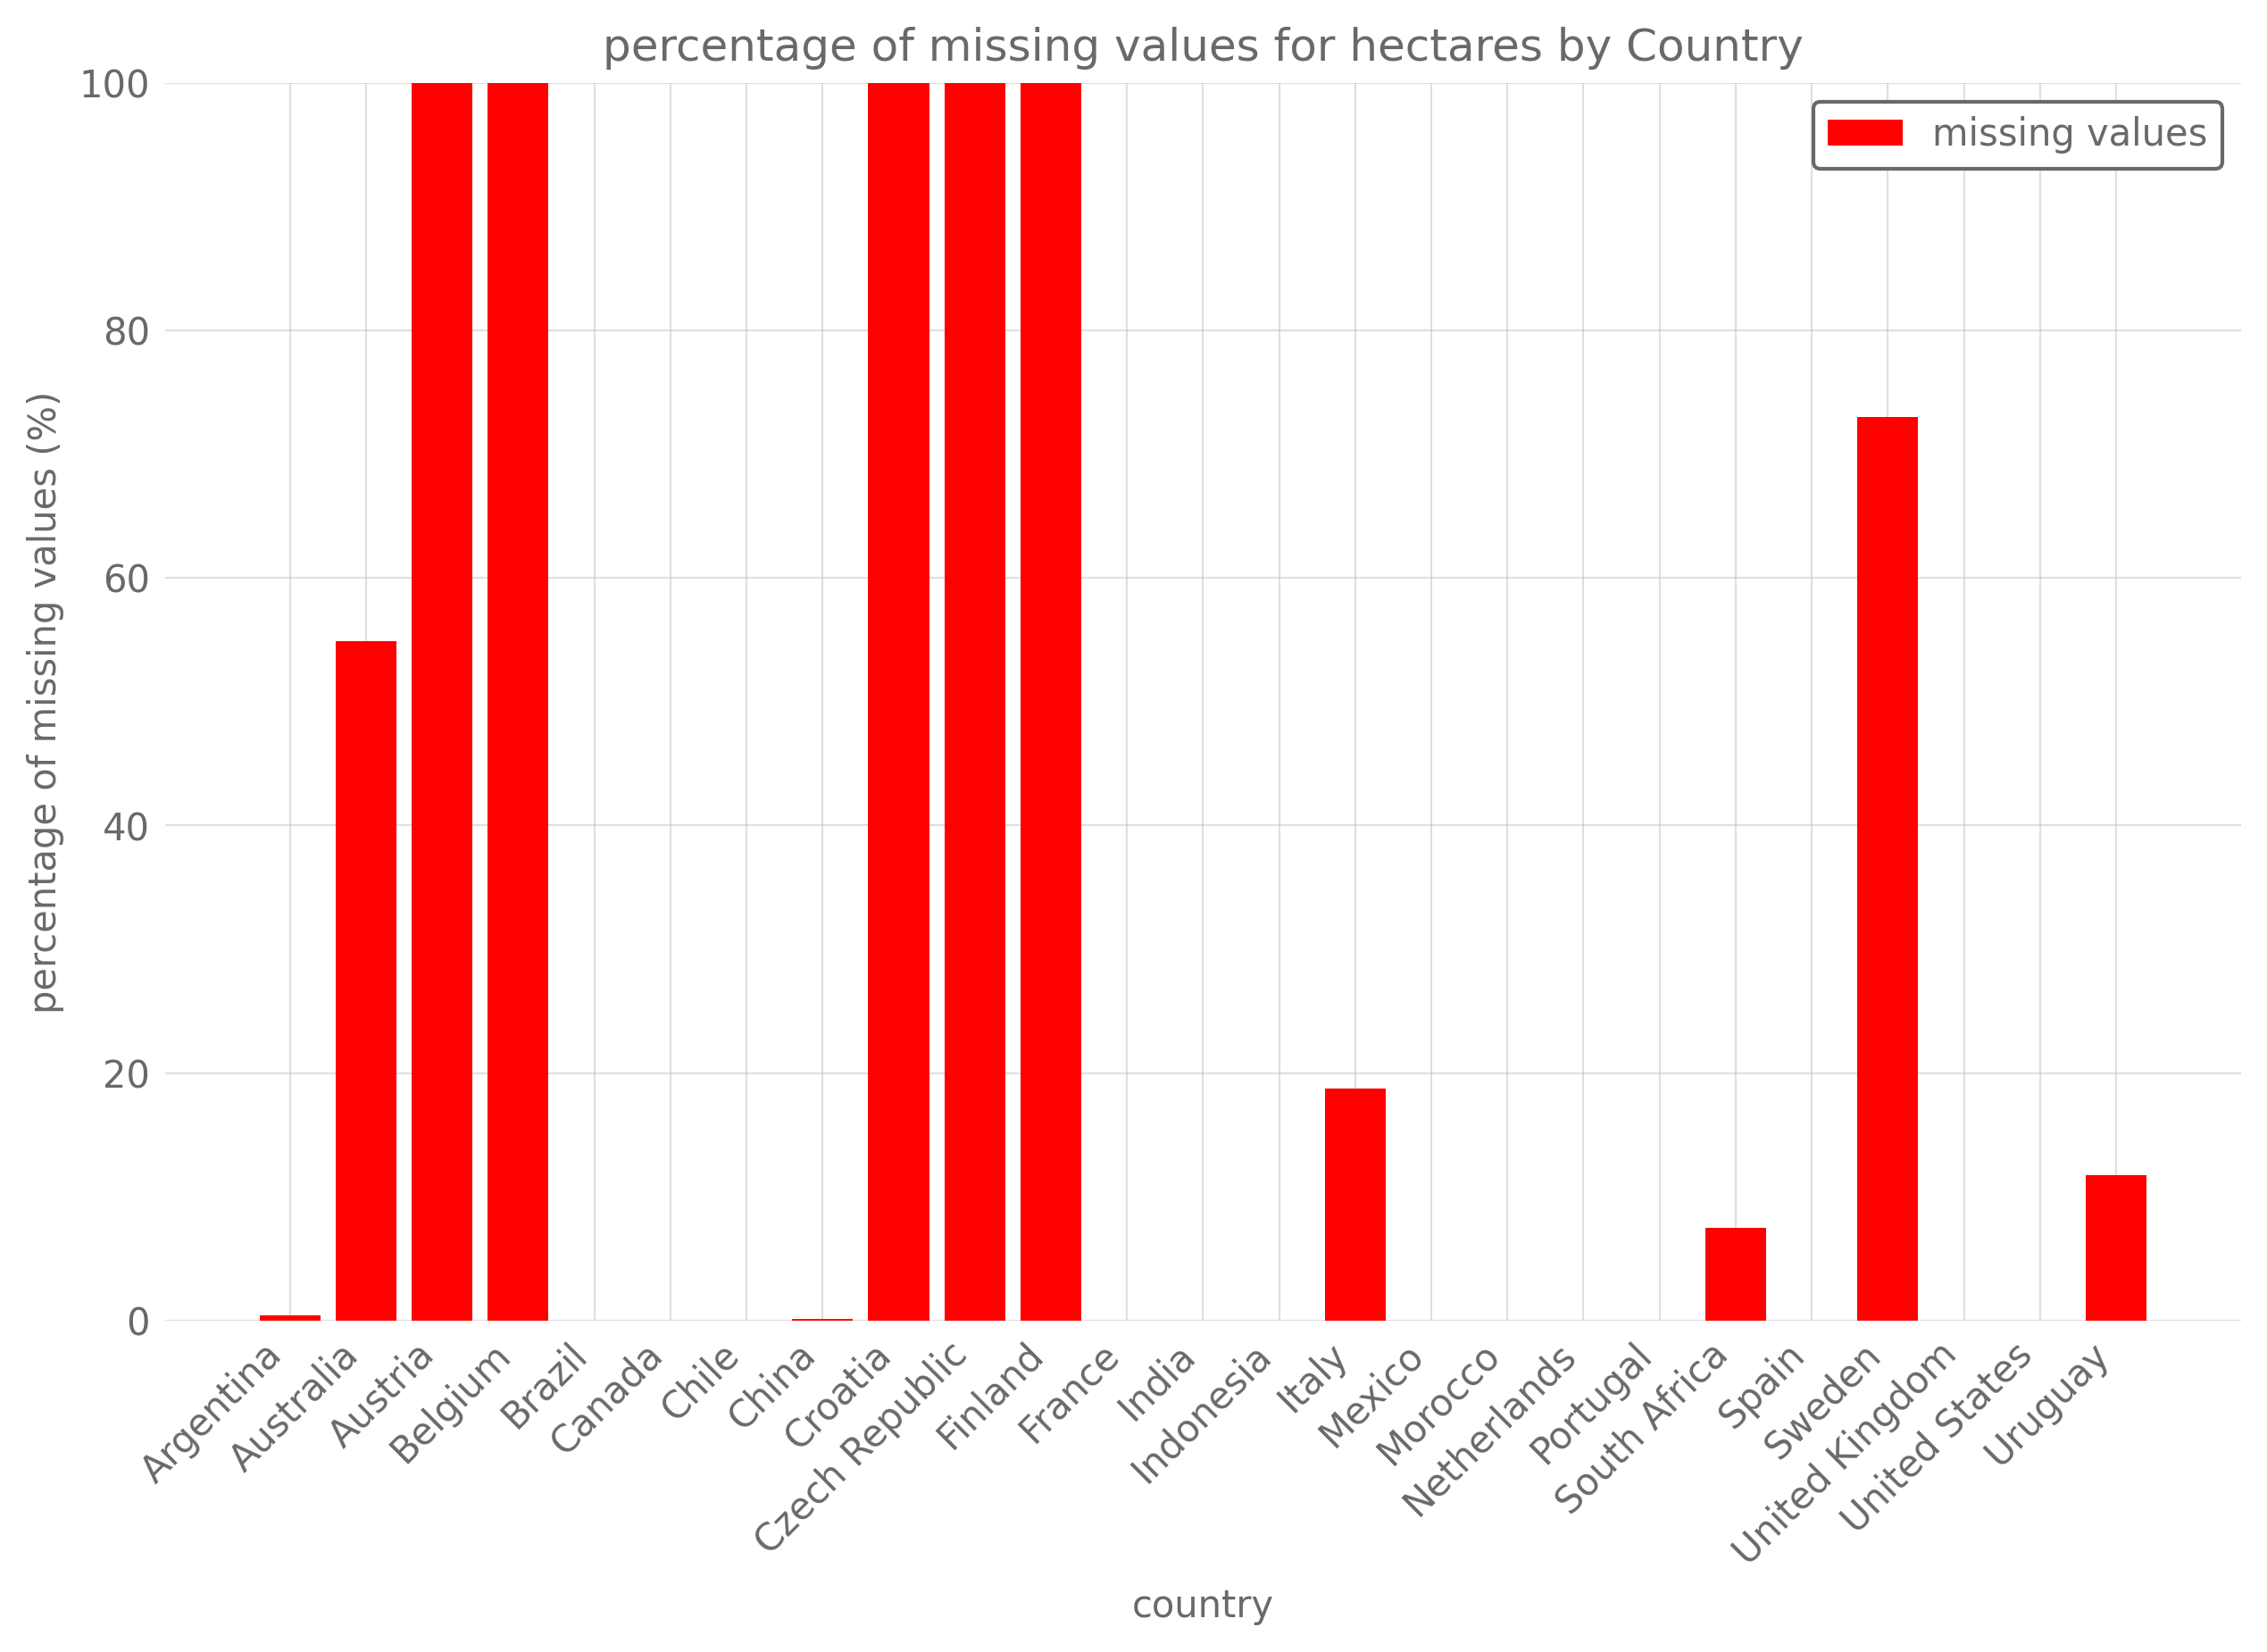 percentage of missing values for hectares by Country
missing values
percentage of missing values (%)
100
80
60
40
20
0
Argentina
Australia
Austria
Belgium
Brazil
Canada
Chile
China
Croatia
Czech Republic
Finland
France
India
Indonesia
Italy
Mexico
Morocco
Netherlands
Portugal
South Africa
Spain
Sweden
United Kingdom
United States
Uruguay
country